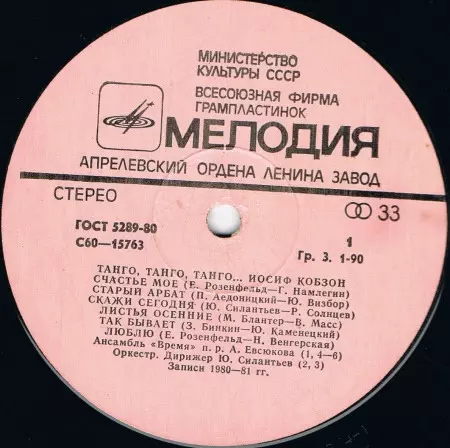 МИНИСТЕРСТВО
КУЛЬТУРЫ СССР
ВСЕСОЮЗНАЯ ФИРМА
ГРАМПЛАСТИНОК
МЕЛОДИЯ
АПРЕЛЕВСКИЙ ОРДЕНА ЛЕНИНА ЗАВОД
СТЕРЕО 33
ГОСТ 5289-80
С60—15763
1
Гр. 3. 1-90
ТАНГО, ТАНГО, ТАНГО... ИОСИФ КОБЗОН
СЧАСТЬЕ МОЕ (Е. Розенфельд—Г. Намлегин)
СТАРЫЙ АРБАТ (П. Аедоницкий—Ю. Визбор)
СКАЖИ СЕГОДНЯ (Ю. Силантьев—Р. Солнцев)
ЛИСТЬЯ ОСЕННИЕ (М. Блантер—В. Масс)
ТАК БЫВАЕТ (З. Бинкин—Ю. Каменецкий)
ЛЮБЛЮ (Е. Розенфельд—Н. Венгерская)
Ансамбль «Время» п. р. А. Евсюкова (1, 4—6)
Оркестр. Дирижер Ю. Силантьев (2, 3)
Записи 1980—81 гг.